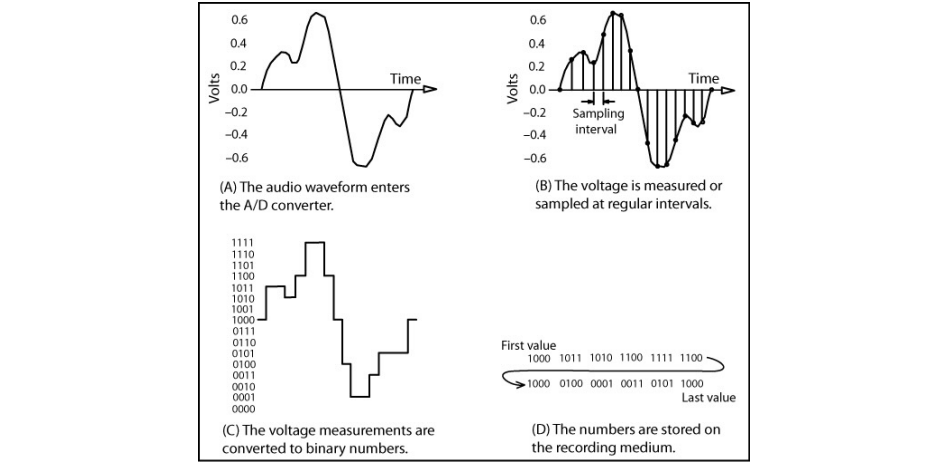 0.6
0.4
0.2
0.0
−0.2
−0.4
−0.6
Volts
Time
(A) The audio waveform enters
the A/D converter.
0.6
0.4
0.2
0.0
−0.2
−0.4
−0.6
Volts
Time
Sampling
interval
(B) The voltage is measured or
sampled at regular intervals.
1111
1110
1101
1100
1011
1010
1001
1000
0111
0110
0101
0100
0011
0010
0001
0000
(C) The voltage measurements are
converted to binary numbers.
First value
1000 1011 1010 1100 1111 1100
1000 0100 0001 0011 0101 1000
Last value
(D) The numbers are stored on
the recording medium.